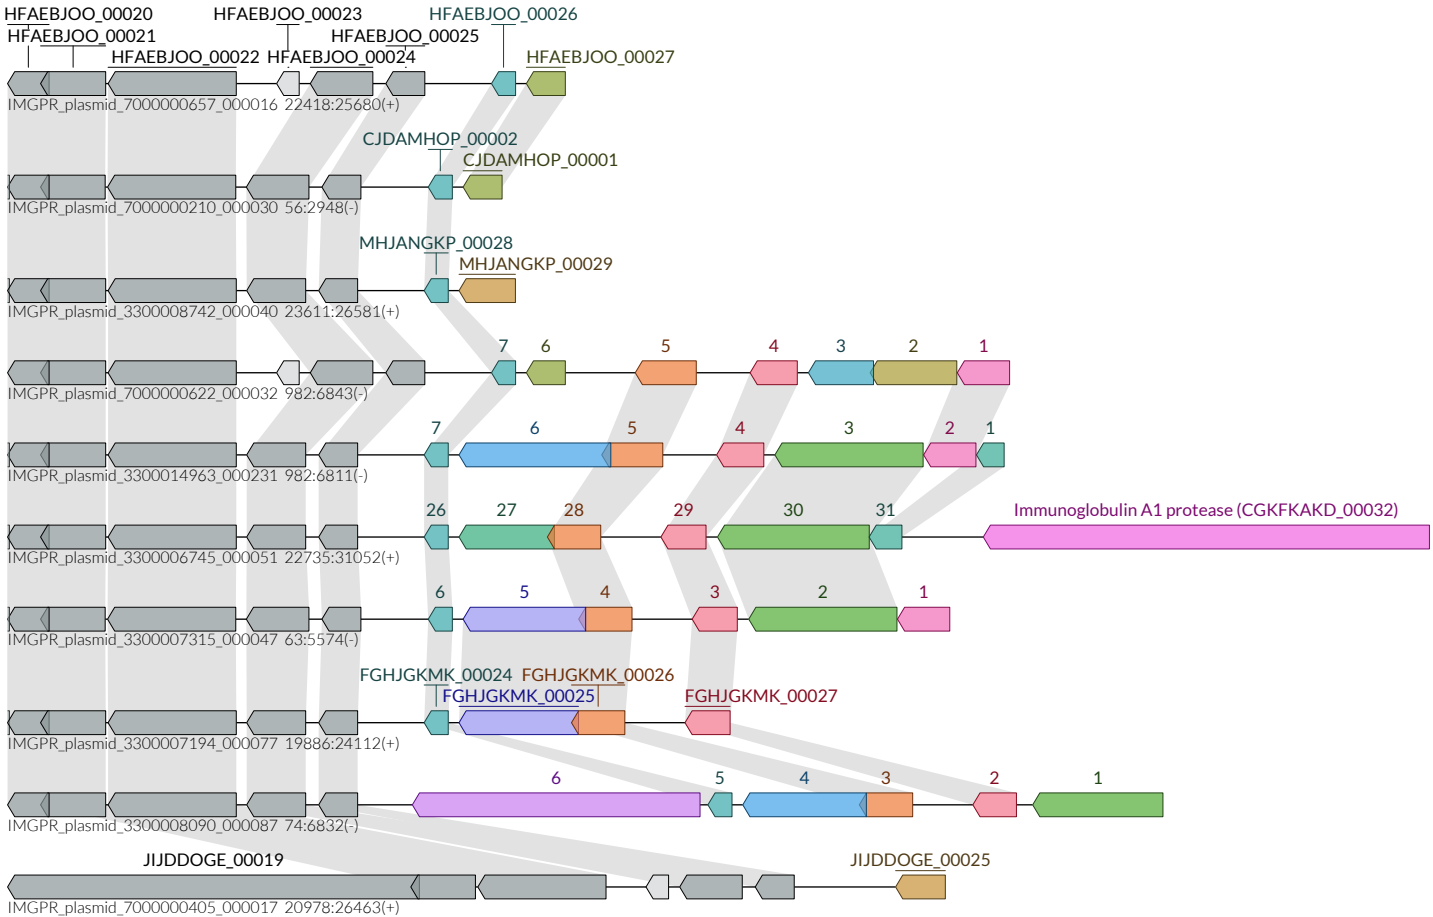 HFAEBJOO_00020 HFAEBJOO_00023 HFAEBJOO_00026
HFAEBJOO_00021 HFAEBJOO_00025
HFAEBJOO_00022 HFAEBJOO_00024 HFAEBJOO_00027
IMGPR_plasmid_7000000657_000016 22418:25680(+)
CJDAMHOP_00002
CJDAMHOP_00001
IMGPR_plasmid_7000000210_000030 56:2948(-)
MHJANGKP_00028
MHJANGKP_00029
IMGPR_plasmid_3300008742_000040 23611:26581(+)
7 6 5 4 3 2 1
IMGPR_plasmid_7000000622_000032 982:6843(-)
7 6 5 4 3 2 1
IMGPR_plasmid_3300014963_000231 982:6811(-)
26 27 28 29 30 31 Immunoglobulin A1 protease (CGKFKAKD_00032)
IMGPR_plasmid_3300006745_000051 22735:31052(+)
6 5 4 3 2 1
IMGPR_plasmid_3300007315_000047 63:5574(-)
FGHJGKMK_00024 FGHJGKMK_00026
FGHJGKMK_00025 FGHJGKMK_00027
IMGPR_plasmid_3300007194_000077 19886:24112(+)
6 5 4 3 2 1
IMGPR_plasmid_3300008090_000087 74:6832(-)
JIJDDOGE_00019 JIJDDOGE_00025
IMGPR_plasmid_7000000405_000017 20978:26463(+)